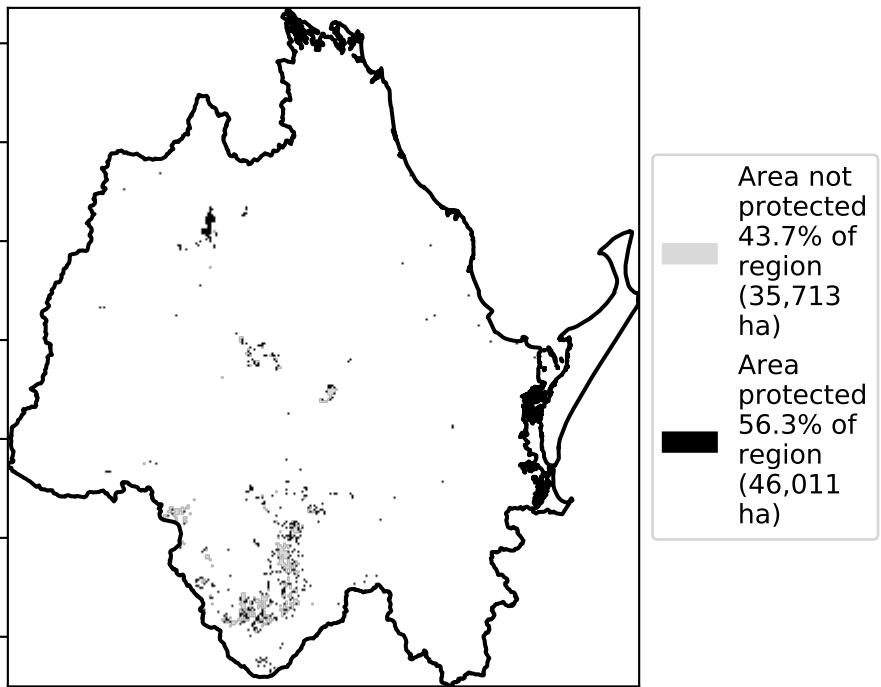 Area not
protected
43.7% of
region
(35,713
ha)
Area
protected
56.3% of
region
(46,011
ha)